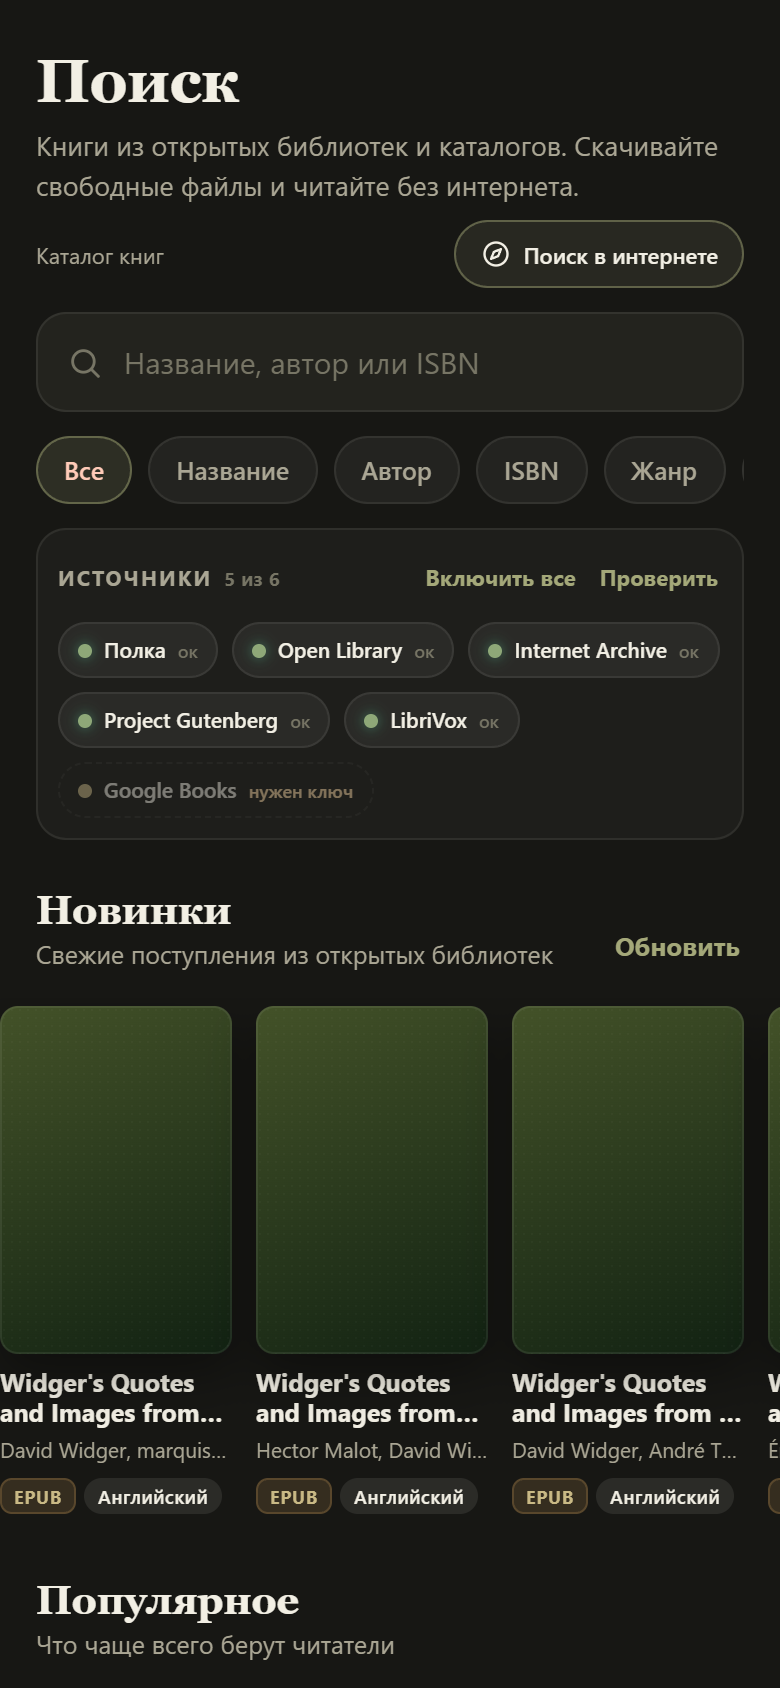 Поиск
Книги из открытых библиотек и каталогов. Скачивайте
свободные файлы и читайте без интернета.
Каталог книг
Поиск в интернете
Название, автор или ISBN
Все Название Автор ISBN Жанр
ИСТОЧНИКИ 5 из 6 Включить все Проверить
Полка ок Open Library ок Internet Archive ок
Project Gutenberg ок LibriVox ок
Google Books нужен ключ
Новинки
Свежие поступления из открытых библиотек
Обновить
Widger's Quotes
and Images from...
David Widger, marquis...
EPUB Английский
Widger's Quotes
and Images from...
Hector Malot, David Wi...
EPUB Английский
Widger's Quotes
and Images from ...
David Widger, André T...
EPUB Английский
Популярное
Что чаще всего берут читатели